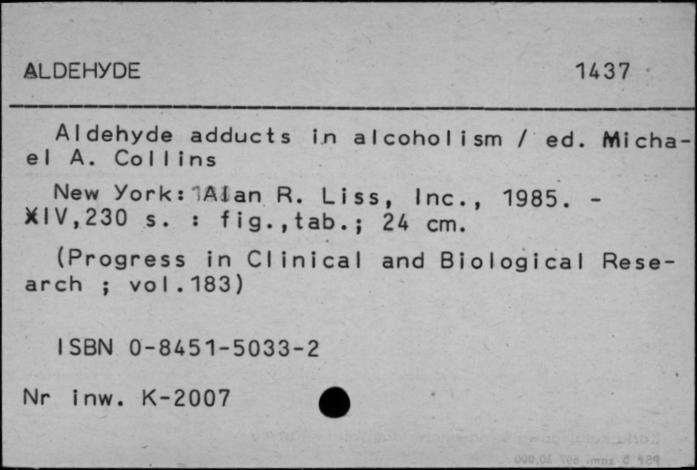 ALDEHYDE 1437
Aldehyde adducts in alcoholism / ed. Micha-
el A. Collins
New York: Alan R. Liss, Inc., 1985. -
XIV,230 s. : fig.,tab.; 24 cm.
(Progress in Clinical and Biological Rese-
arch ; vol.183)
ISBN 0-8451-5033-2
Nr inw. K-2007